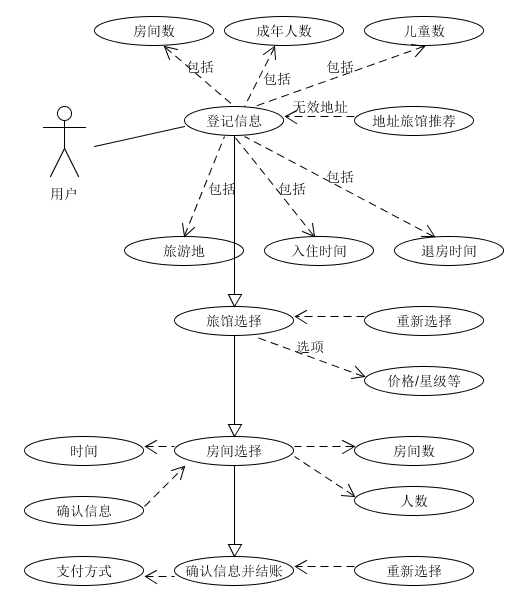 房间数
成年人数
儿童数
包括
包括
包括
无效地址
登记信息
地址旅馆推荐
用户
包括
包括
包括
旅游地
入住时间
退房时间
旅馆选择
重新选择
选项
价格/星级等
时间
房间选择
房间数
确认信息
人数
支付方式
确认信息并结账
重新选择